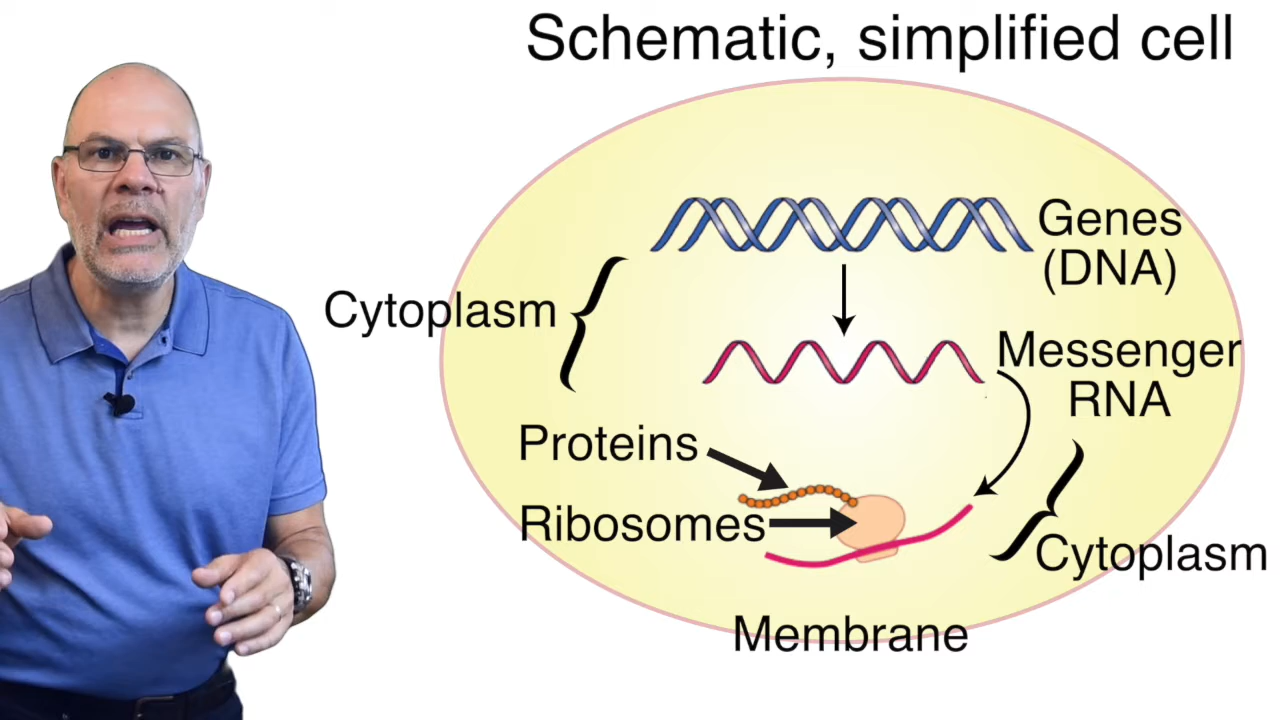 Schematic, simplified cell
Genes
(DNA)
Cytoplasm
Messenger
RNA
Proteins
Ribosomes
Cytoplasm
Membrane